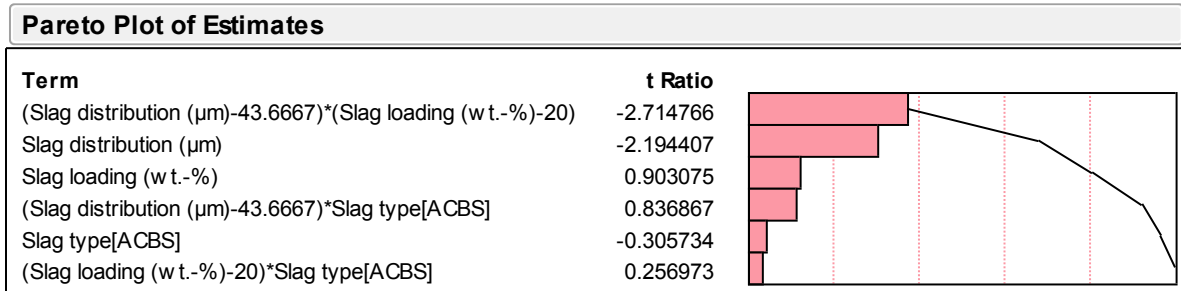 Pareto Plot of Estimates
Term t Ratio
(Slag distribution (µm)-43.6667)*(Slag loading (wt.-%)-20) -2.714766
Slag distribution (µm) -2.194407
Slag loading (wt.-%) 0.903075
(Slag distribution (µm)-43.6667)*Slag type[ACBS] 0.836867
Slag type[ACBS] -0.305734
(Slag loading (wt.-%)-20)*Slag type[ACBS] 0.256973